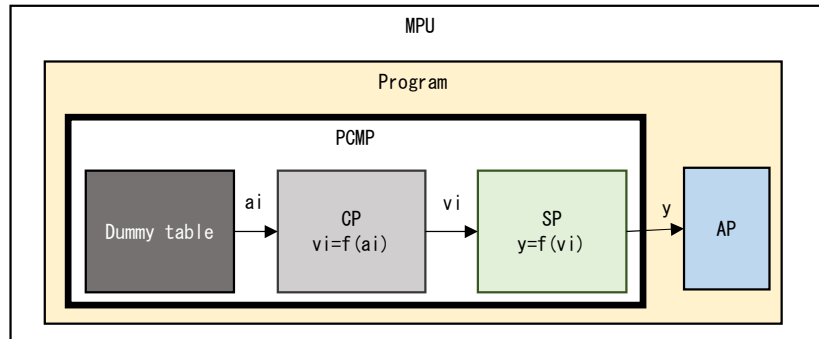 MPU
Program
PCMP
Dummy table
ai
CP
vi=f(ai)
vi
SP
y=f(vi)
y
AP